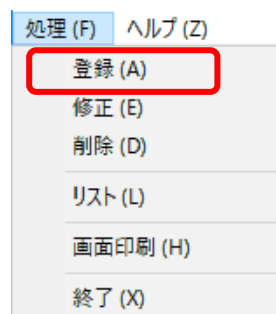 処理 (F) ヘルプ (Z)
登録 (A)
修正 (E)
削除 (D)
リスト (L)
画面印刷 (H)
終了 (X)